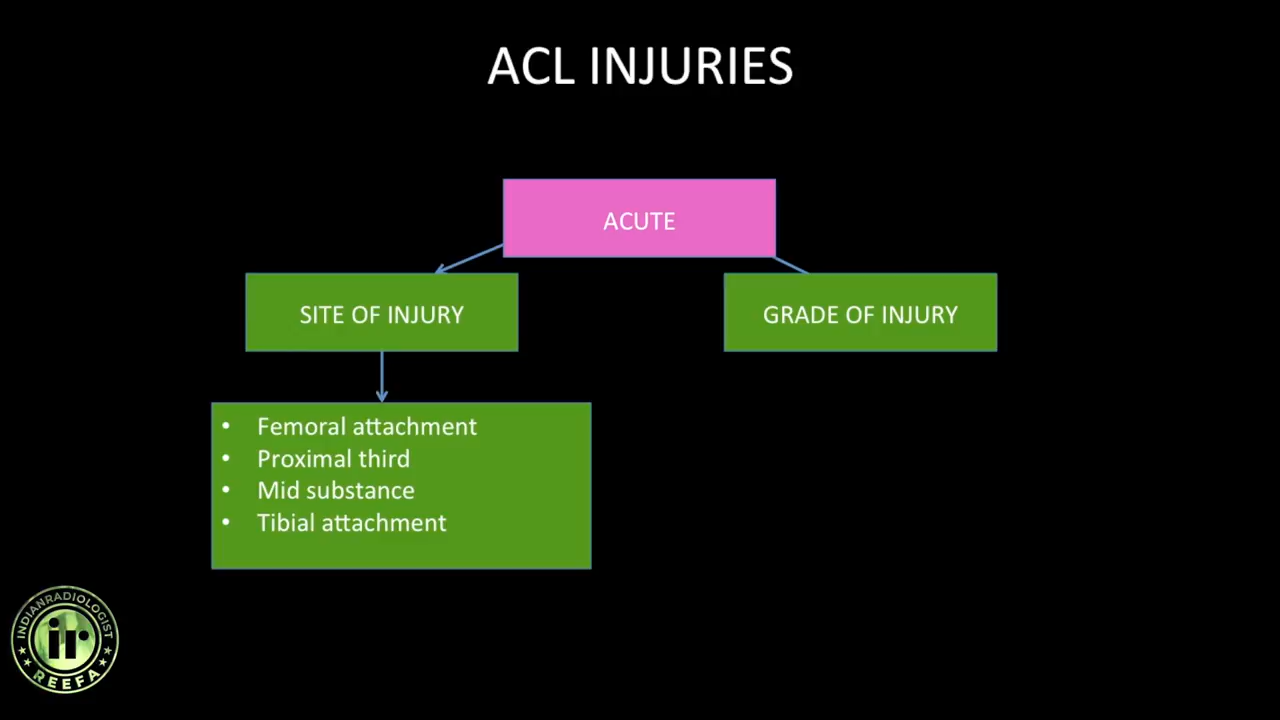 ACL INJURIES
ACUTE
SITE OF INJURY
GRADE OF INJURY
• Femoral attachment
• Proximal third
• Mid substance
• Tibial attachment
INDIANRADIOLOGIST
ir
REEFA